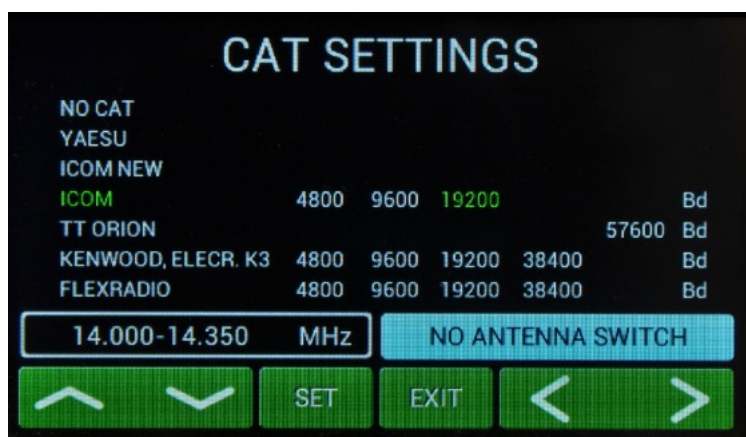 CAT SETTINGS
NO CAT
YAESU
ICOM NEW
ICOM 4800 9600 19200 Bd
TT ORION 57600 Bd
KENWOOD, ELECR. K3 4800 9600 19200 38400 Bd
FLEXRADIO 4800 9600 19200 38400 Bd
14.000-14.350 MHz NO ANTENNA SWITCH
SET EXIT